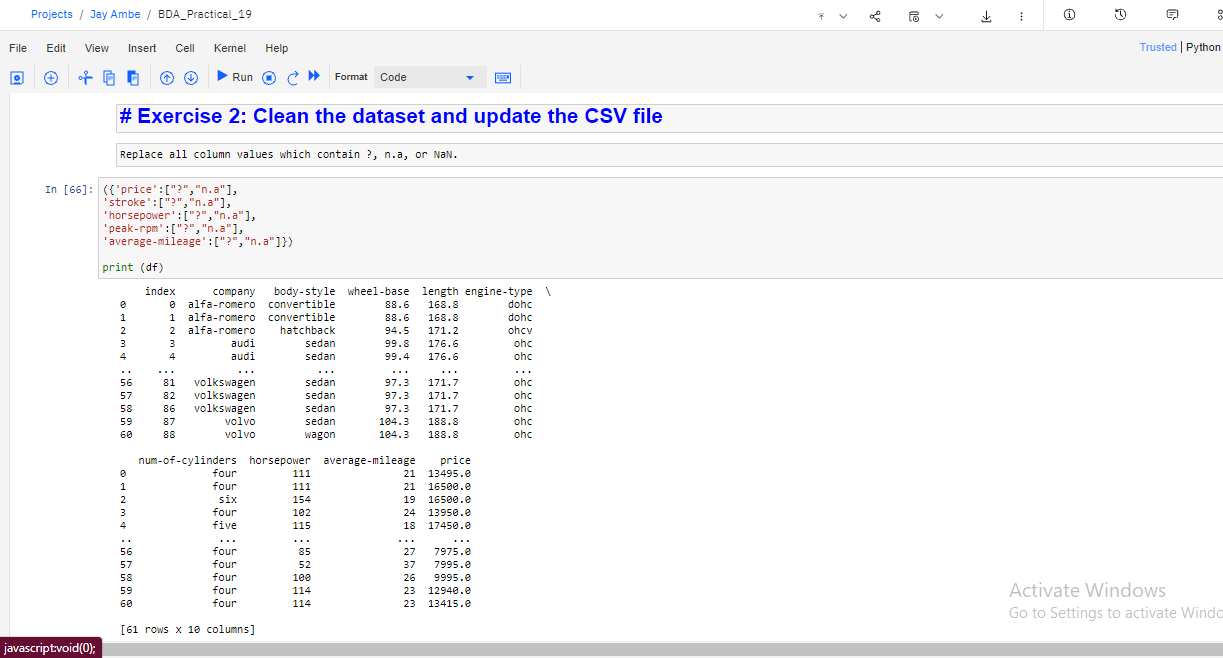 Projects / Jay Ambe / BDA_Practical_19
File Edit View Insert Cell Kernel Help
Trusted | Python
Run Format Code
# Exercise 2: Clean the dataset and update the CSV file
Replace all column values which contain ?, n.a, or NaN.
In [66]: ({'price':["?","n.a"],
'stroke':["?","n.a"],
'horsepower':["?","n.a"],
'peak-rpm':["?","n.a"],
'average-mileage':["?","n.a"]})
print (df)
index company body-style wheel-base length engine-type \
0 0 alfa-romero convertible 88.6 168.8 dohc
1 1 alfa-romero convertible 88.6 168.8 dohc
2 2 alfa-romero hatchback 94.5 171.2 ohcv
3 3 audi sedan 99.8 176.6 ohc
4 4 audi sedan 99.4 176.6 ohc
.. ... ... ... ... ... ...
56 81 volkswagen sedan 97.3 171.7 ohc
57 82 volkswagen sedan 97.3 171.7 ohc
58 86 volkswagen sedan 97.3 171.7 ohc
59 87 volvo sedan 104.3 188.8 ohc
60 88 volvo wagon 104.3 188.8 ohc
num-of-cylinders horsepower average-mileage price
0 four 111 21 13495.0
1 four 111 21 16500.0
2 six 154 19 16500.0
3 four 102 24 13950.0
4 five 115 18 17450.0
.. ... ... ... ...
56 four 85 27 7975.0
57 four 52 37 7995.0
58 four 100 26 9995.0
59 four 114 23 12940.0
60 four 114 23 13415.0
[61 rows x 10 columns]
Activate Windows
Go to Settings to activate Windo
javascript:void(0);